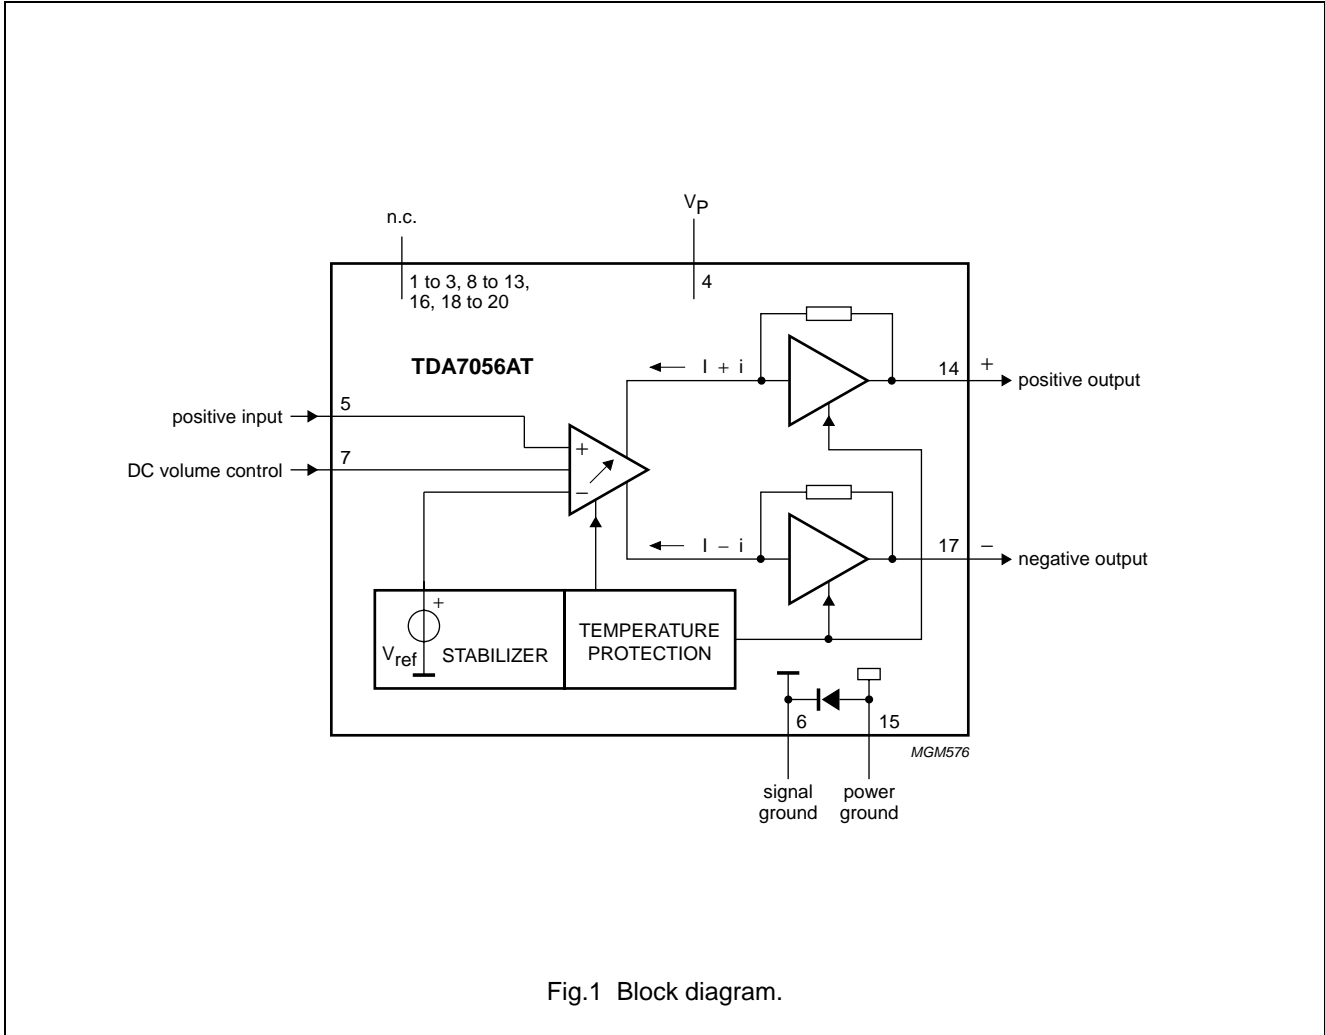 n.c.
VP
1 to 3, 8 to 13,
16, 18 to 20
4
TDA7056AT
I + i
14
+
positive output
positive input
5
DC volume control
7
+
−
I − i
17
−
negative output
+
Vref
STABILIZER
TEMPERATURE
PROTECTION
6
15
MGM576
signal
ground
power
ground
Fig.1 Block diagram.